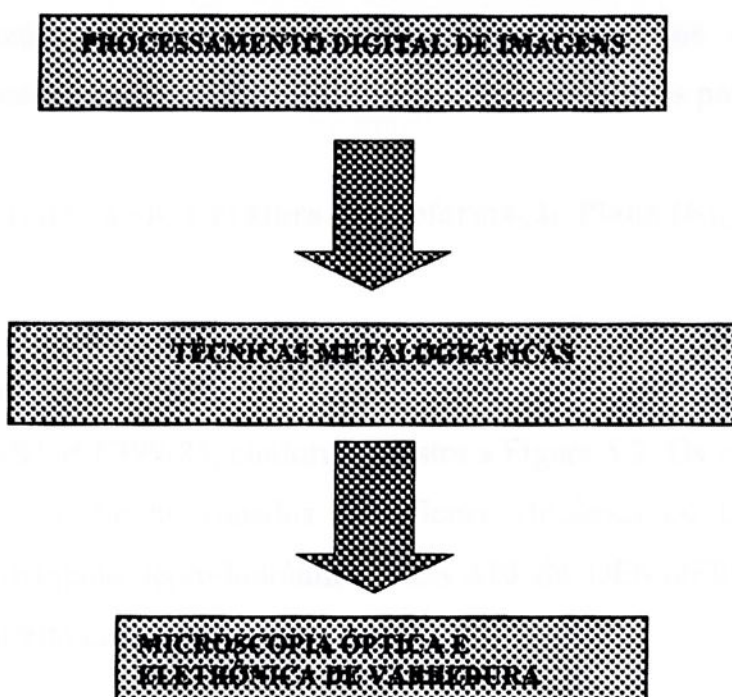 PROCESSAMENTO DIGITAL DE IMAGENS
TÉCNICAS METALOGRÁFICAS
MICROSCOPIA ÓPTICA E
ELETRÔNICA DE VARREDURA